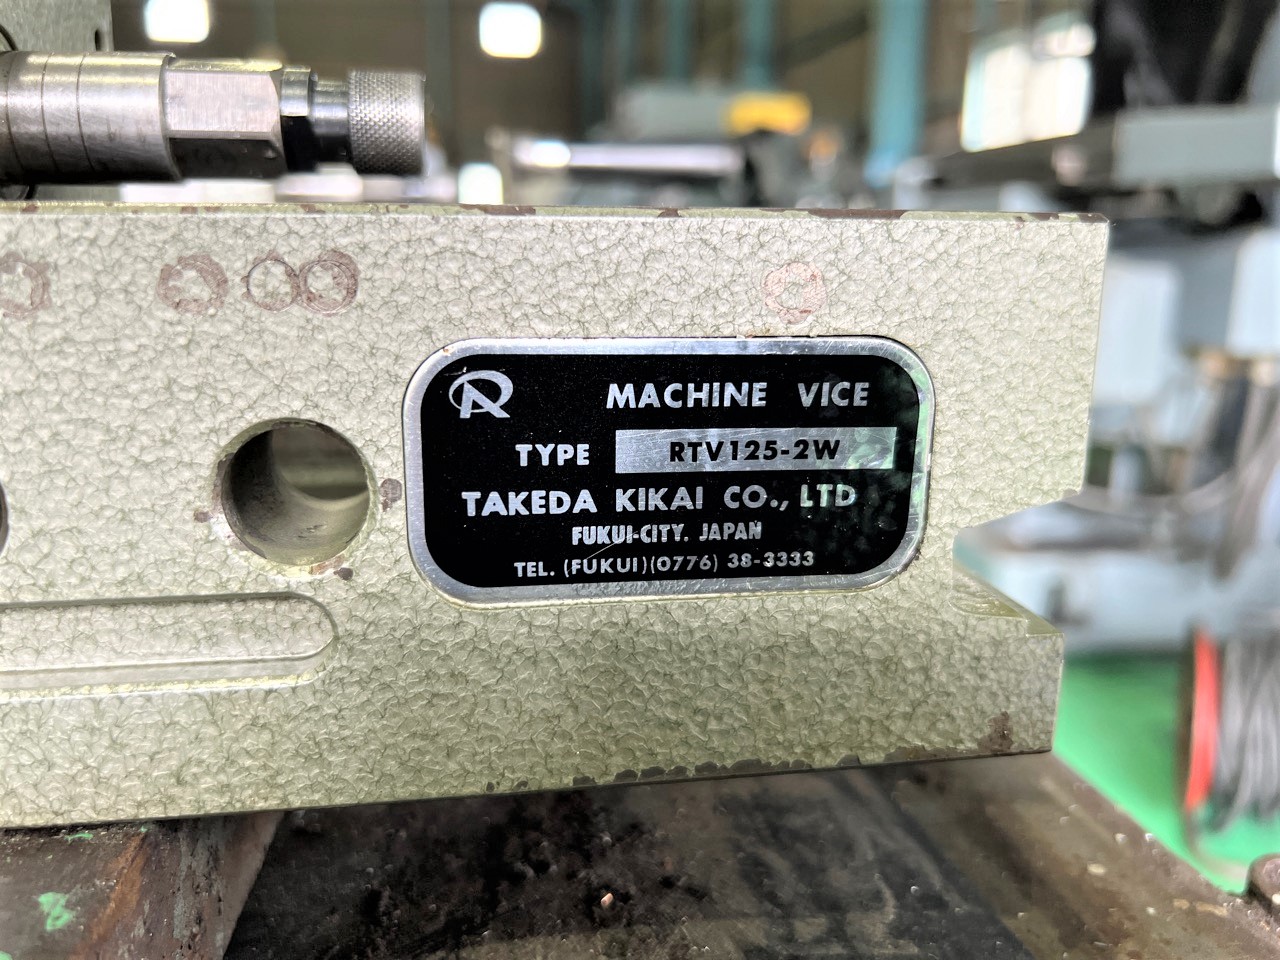 MACHINE VICE
TYPE RTV125-2W
TAKEDA KIKAI CO., LTD
FUKUI-CITY. JAPAN
TEL. (FUKUI)(0776) 38-3333